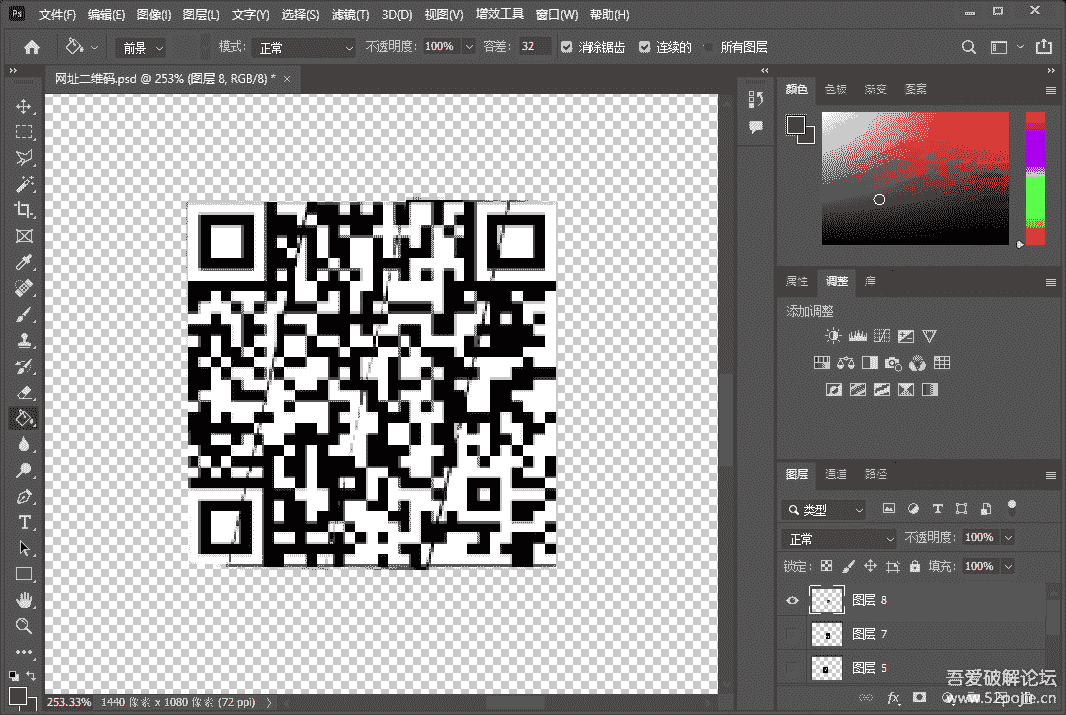 Ps 文件(F) 编辑(E) 图像(I) 图层(L) 文字(Y) 选择(S) 滤镜(T) 3D(D) 视图(V) 增效工具 窗口(W) 帮助(H)
前景 模式: 正常 不透明度: 100% 容差: 32 消除锯齿 连续的 所有图层
网址二维码.psd @ 253% (图层 8, RGB/8) * ×
颜色 色板 渐变 图案
属性 调整 库
添加调整
图层 通道 路径
类型
正常 不透明度: 100%
锁定: 填充: 100%
图层 8
图层 7
图层 5
253.33% 1440 像素 x 1080 像素 (72 ppi)
吾爱破解论坛
www.52pojie.cn